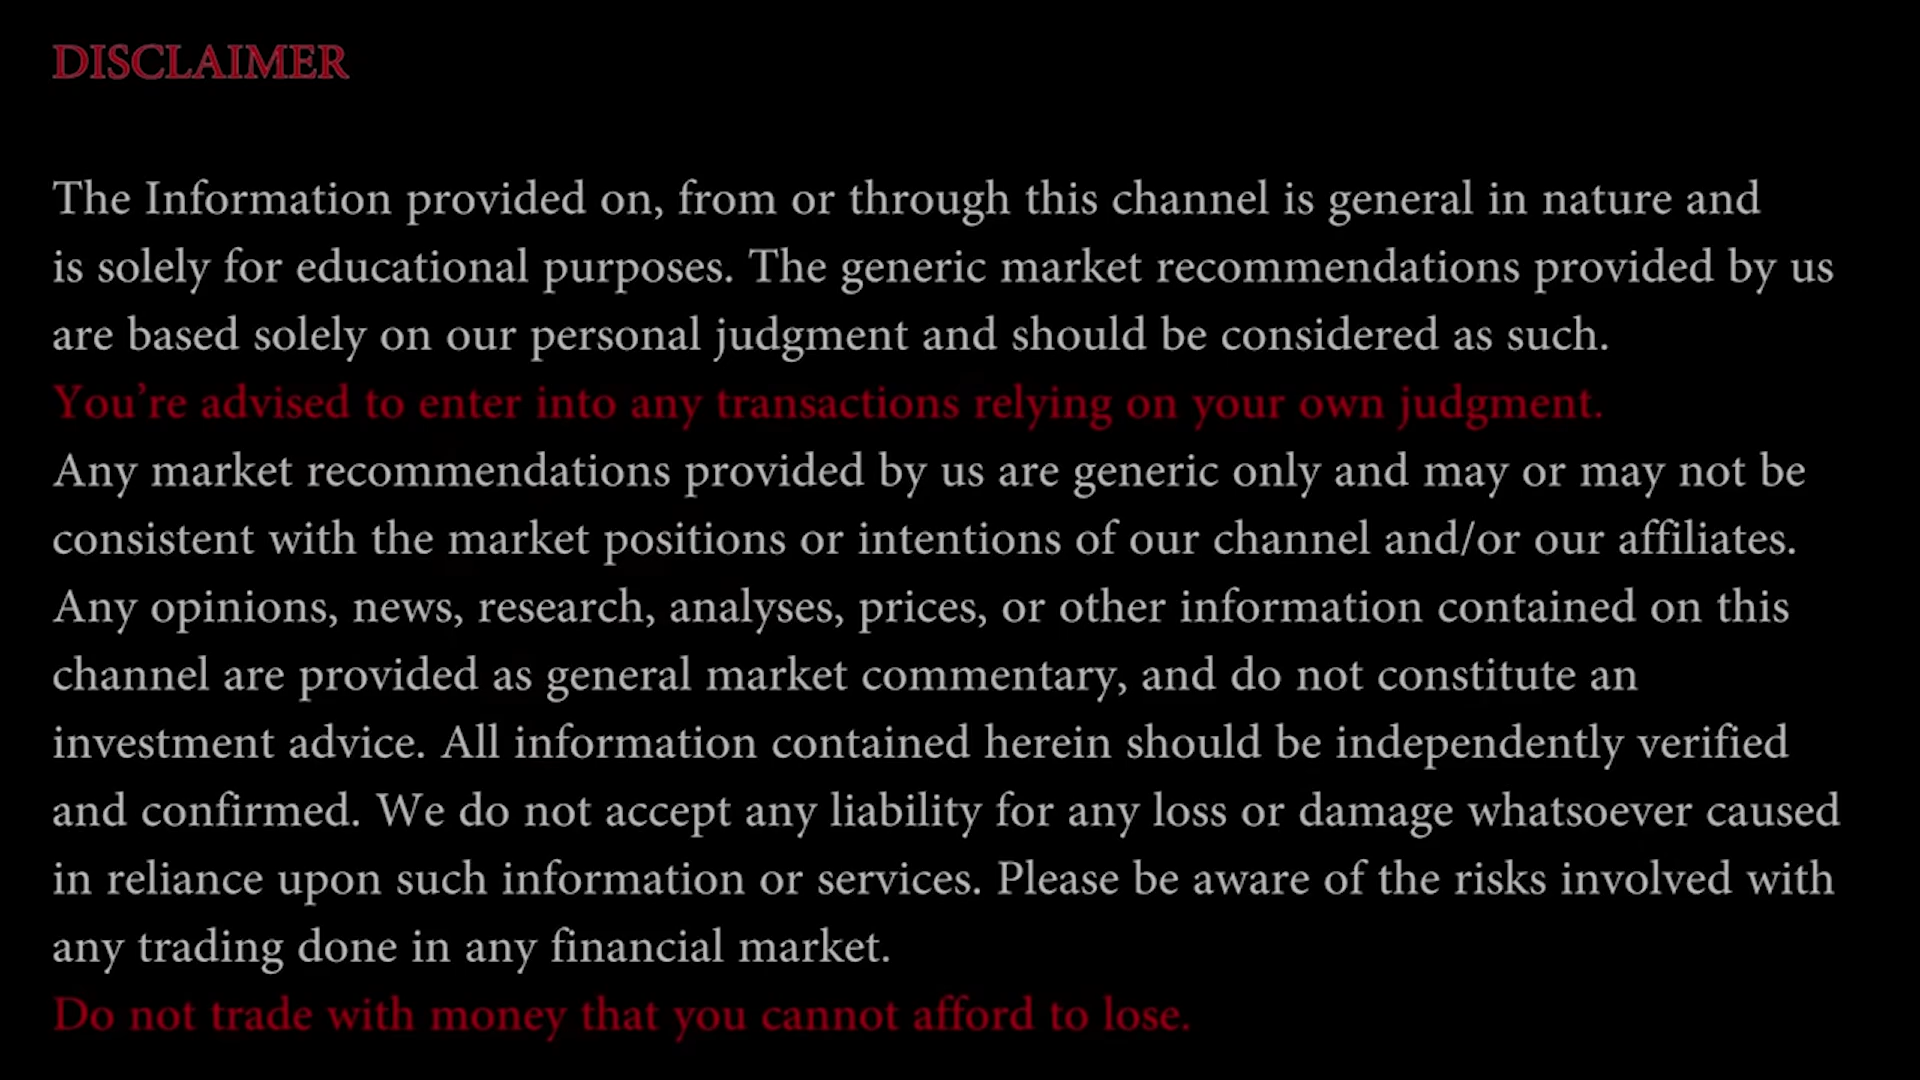 DISCLAIMER
The Information provided on, from or through this channel is general in nature and
is solely for educational purposes. The generic market recommendations provided by us
are based solely on our personal judgment and should be considered as such.
You’re advised to enter into any transactions relying on your own judgment.
Any market recommendations provided by us are generic only and may or may not be
consistent with the market positions or intentions of our channel and/or our affiliates.
Any opinions, news, research, analyses, prices, or other information contained on this
channel are provided as general market commentary, and do not constitute an
investment advice. All information contained herein should be independently verified
and confirmed. We do not accept any liability for any loss or damage whatsoever caused
in reliance upon such information or services. Please be aware of the risks involved with
any trading done in any financial market.
Do not trade with money that you cannot afford to lose.